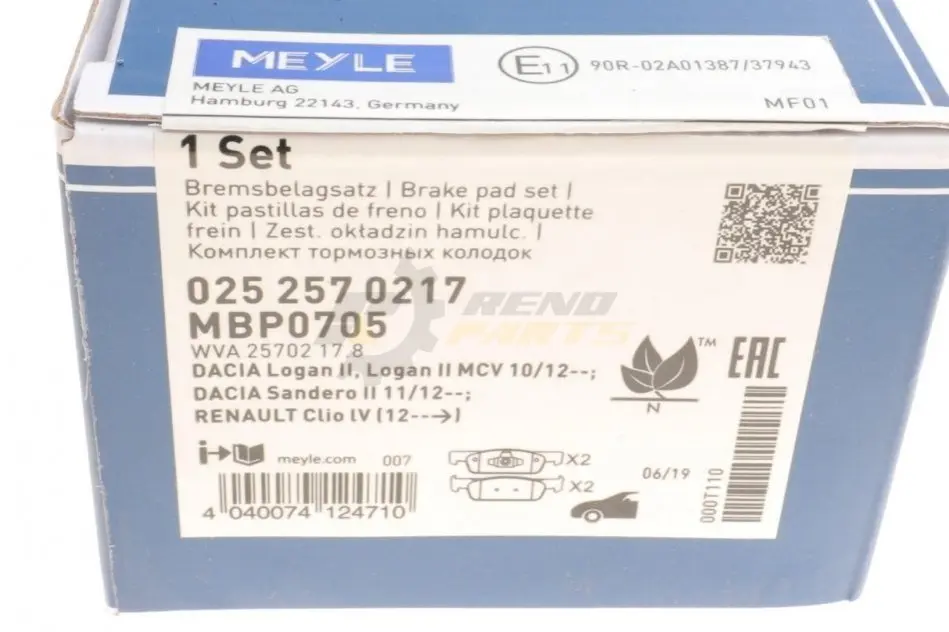 MEYLE
E11 90R-02A01387/37943
MEYLE AG
Hamburg 22143, Germany
MF01
1 Set
Bremsbelagsatz | Brake pad set |
Kit pastillas de freno | Kit plaquette
frein | Zest. okładzin hamulc. |
Комплект тормозных колодок
025 257 0217
MBP0705
WVA 25702 17.8
RENO
PARTS
DACIA Logan II, Logan II MCV 10/12--;
DACIA Sandero II 11/12--;
RENAULT Clio lV (12--→)
TM
N
EAC
i→ meyle.com 007
X2
X2
06/19
000T110
4 040074 124710